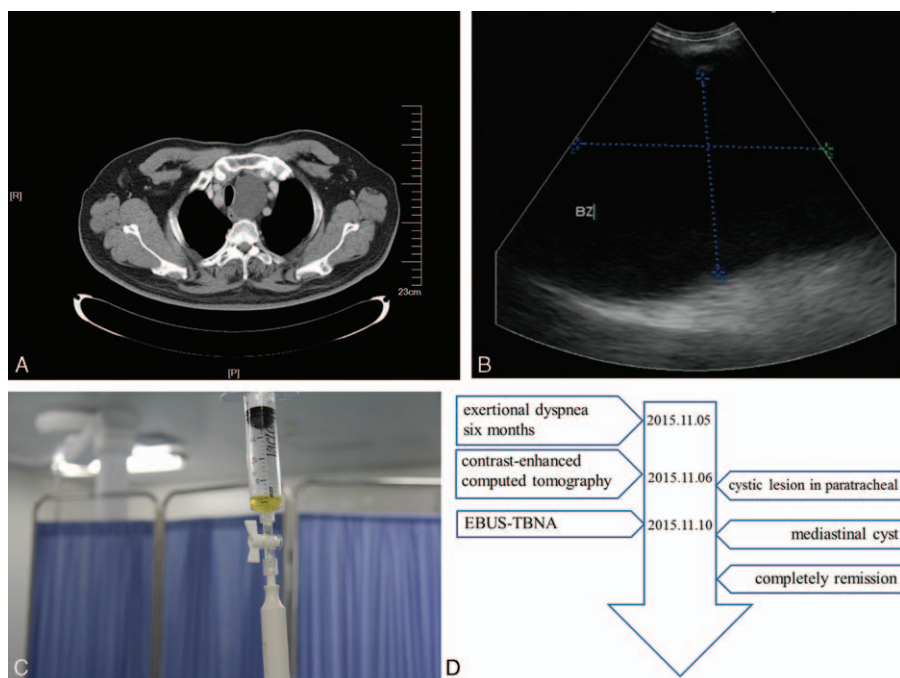 [R]
23cm
[P]
A
BZ
B
C
exertional dyspnea
six months
2015.11.05
contrast-enhanced
computed tomography
2015.11.06
cystic lesion in paratracheal
EBUS-TBNA
2015.11.10
mediastinal cyst
completely remission
D